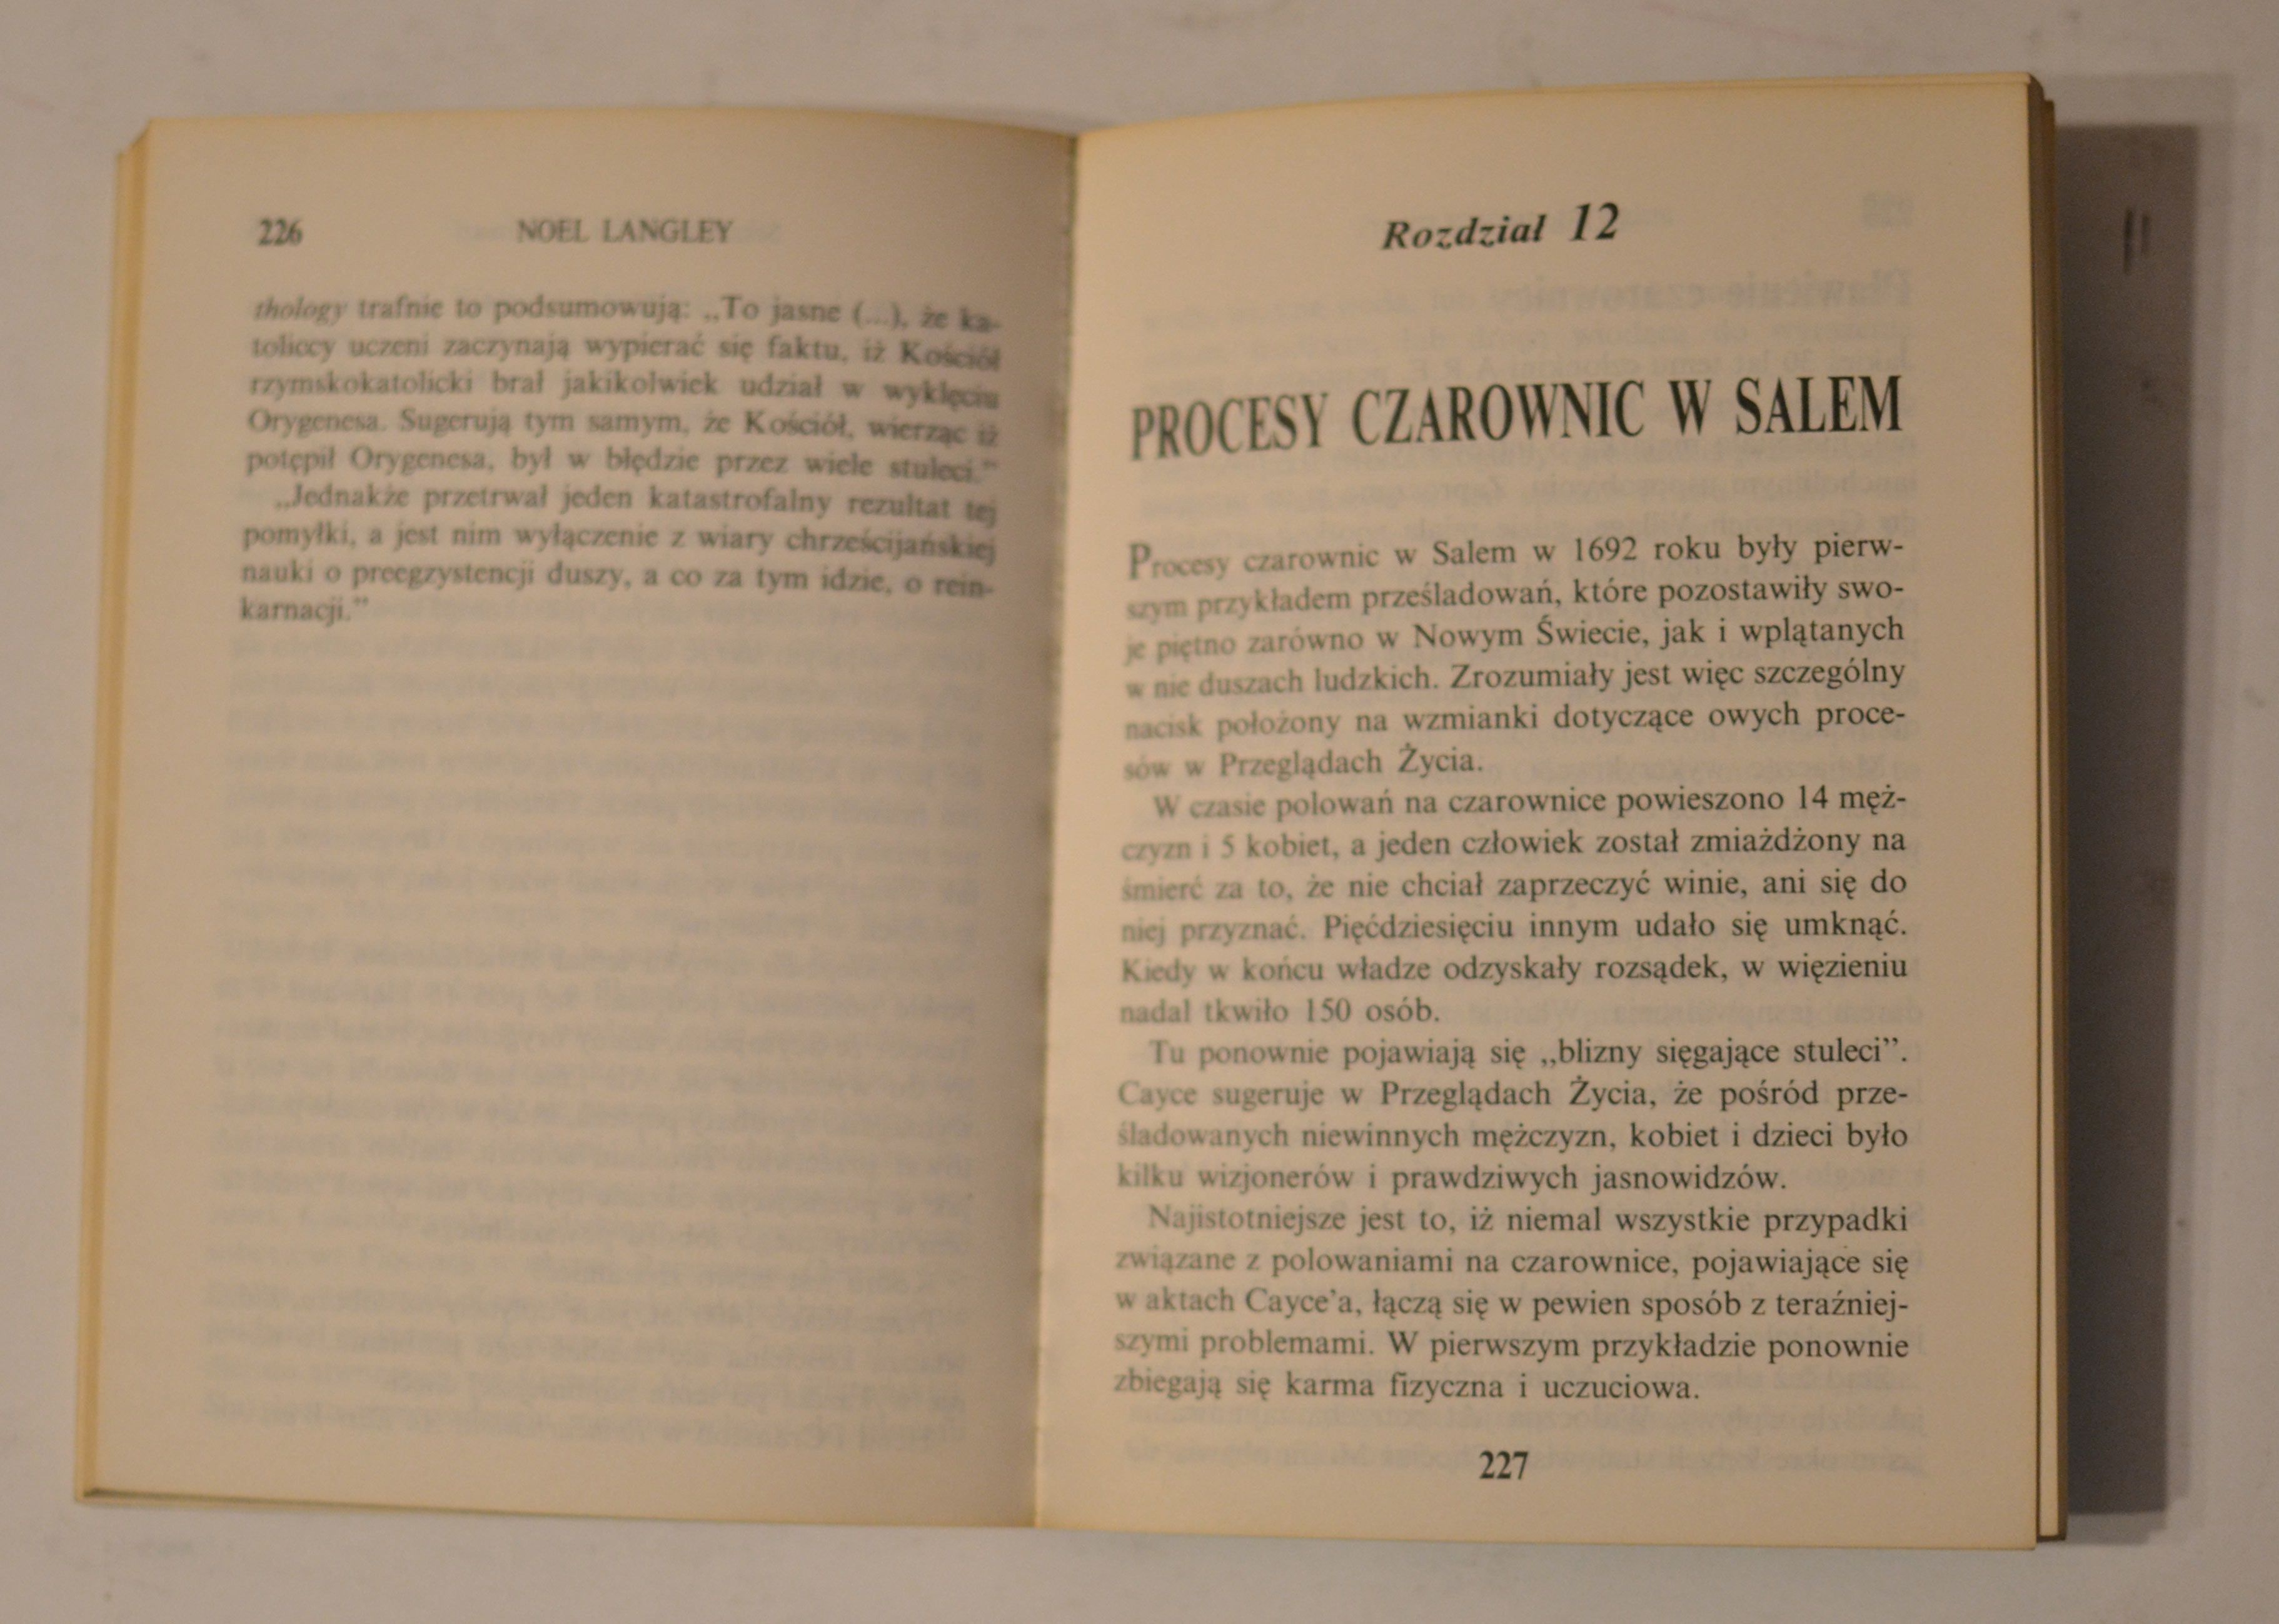 226
NOEL LANGLEY
thology trafnie to podsumowują: „To jasne (...), że ka-
toliccy uczeni zaczynają wypierać się faktu, iż Kościół
rzymskokatolicki brał jakikolwiek udział w wyklęciu
Orygenesa. Sugerują tym samym, że Kościół, wierząc iż
potępił Orygenesa, był w błędzie przez wiele stuleci.”
„Jednakże przetrwał jeden katastrofalny rezultat tej
pomyłki, a jest nim wyłączenie z wiary chrześcijańskiej
nauki o preegzystencji duszy, a co za tym idzie, o rein-
karnacji.”
Rozdział 12
PROCESY CZAROWNIC W SALEM
Procesy czarownic w Salem w 1692 roku były pierw-
szym przykładem prześladowań, które pozostawiły swo-
je piętno zarówno w Nowym Świecie, jak i wplątanych
w nie duszach ludzkich. Zrozumiały jest więc szczególny
nacisk położony na wzmianki dotyczące owych proce-
sów w Przeglądach Życia.
W czasie polowań na czarownice powieszono 14 męż-
czyzn i 5 kobiet, a jeden człowiek został zmiażdżony na
śmierć za to, że nie chciał zaprzeczyć winie, ani się do
niej przyznać. Pięćdziesięciu innym udało się umknąć.
Kiedy w końcu władze odzyskały rozsądek, w więzieniu
nadal tkwiło 150 osób.
Tu ponownie pojawiają się „blizny sięgające stuleci”.
Cayce sugeruje w Przeglądach Życia, że pośród prze-
śladowanych niewinnych mężczyzn, kobiet i dzieci było
kilku wizjonerów i prawdziwych jasnowidzów.
Najistotniejsze jest to, iż niemal wszystkie przypadki
związane z polowaniami na czarownice, pojawiające się
w aktach Cayce'a, łączą się w pewien sposób z teraźniej-
szymi problemami. W pierwszym przykładzie ponownie
zbiegają się karma fizyczna i uczuciowa.
227